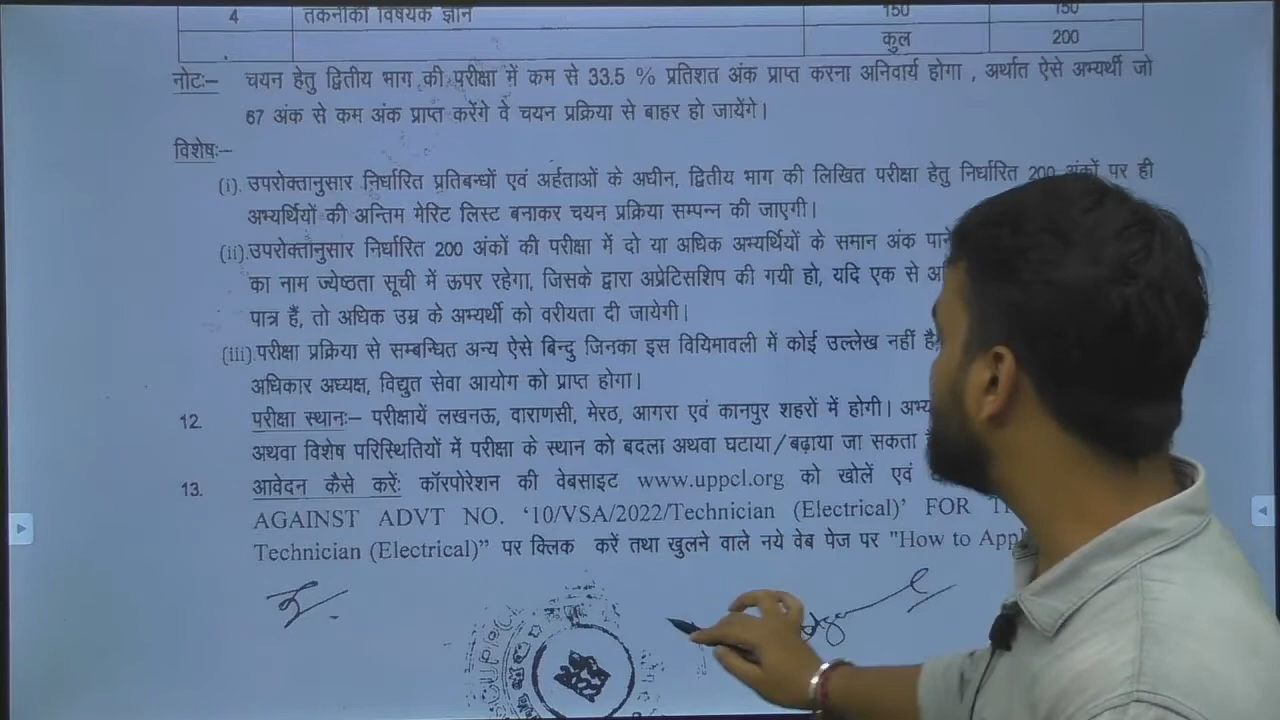 4 तकनीकी विषयक ज्ञान 150 150
कुल 200
नोटः- चयन हेतु द्वितीय भाग की परीक्षा में कम से 33.5 % प्रतिशत अंक प्राप्त करना अनिवार्य होगा , अर्थात ऐसे अभ्यर्थी जो
67 अंक से कम अंक प्राप्त करेंगे वे चयन प्रक्रिया से बाहर हो जायेंगे।
विशेषः-
(i). उपरोक्तानुसार निर्धारित प्रतिबन्धों एवं अर्हताओं के अधीन, द्वितीय भाग की लिखित परीक्षा हेतु निर्धारित 200 अंकों पर ही
अभ्यर्थियों की अन्तिम मेरिट लिस्ट बनाकर चयन प्रक्रिया सम्पन्न की जाएगी।
(ii). उपरोक्तानुसार निर्धारित 200 अंकों की परीक्षा में दो या अधिक अभ्यर्थियों के समान अंक पाने
का नाम ज्येष्ठता सूची में ऊपर रहेगा, जिसके द्वारा अप्रेटिसशिप की गयी हो, यदि एक से
पात्र हैं, तो अधिक उम्र के अभ्यर्थी को वरीयता दी जायेगी।
(iii). परीक्षा प्रक्रिया से सम्बन्धित अन्य ऐसे बिन्दु जिनका इस वियिमावली में कोई उल्लेख नहीं है,
अधिकार अध्यक्ष, विद्युत सेवा आयोग को प्राप्त होगा।
12. परीक्षा स्थानः- परीक्षायें लखनऊ, वाराणसी, मेरठ, आगरा एवं कानपुर शहरों में होगी।
अथवा विशेष परिस्थितियों में परीक्षा के स्थान को बदला अथवा घटाया/बढ़ाया जा सकता
13. आवेदन कैसे करेंः कॉरपोरेशन की वेबसाइट www.uppcl.org को खोलें एवं
AGAINST ADVT NO. ‘10/VSA/2022/Technician (Electrical)’ FOR
Technician (Electrical)” पर क्लिक करें तथा खुलने वाले नये वेब पेज पर "How to